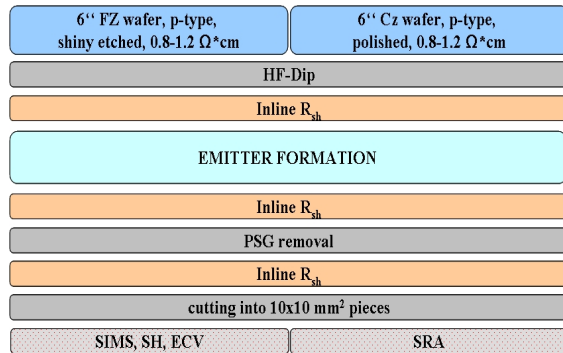 6“ FZ wafer, p-type,
shiny etched, 0.8-1.2 Ω*cm
6“ Cz wafer, p-type,
polished, 0.8-1.2 Ω*cm
HF-Dip
Inline Rsh
EMITTER FORMATION
Inline Rsh
PSG removal
Inline Rsh
cutting into 10x10 mm² pieces
SIMS, SH, ECV
SRA